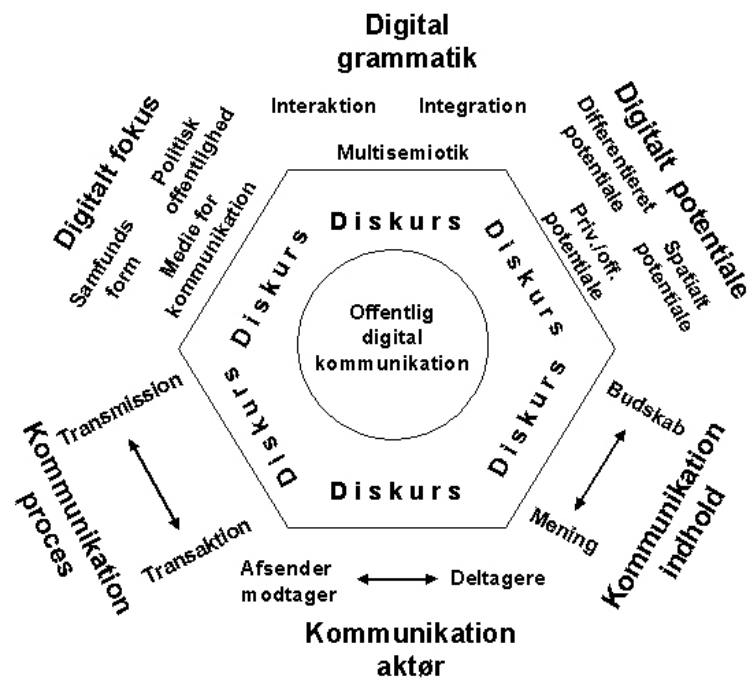 Digital
grammatik
Interaktion
Integration
Multisemiotik
Digitalt fokus
Politisk
offentlighed
Samfunds
form
Medie for
kommunikation
Digitalt potentiale
Differentieret
potentiale
Priv./off.
potentiale
Spatialt
potentiale
Diskurs
Diskurs
Diskurs
Offentlig
digital
kommunikation
Diskurs
Diskurs
Diskurs
Transmission
Transaktion
Kommunikation
proces
Budskab
Mening
Kommunikation
indhold
Afsender
modtager
Deltagere
Kommunikation
aktør